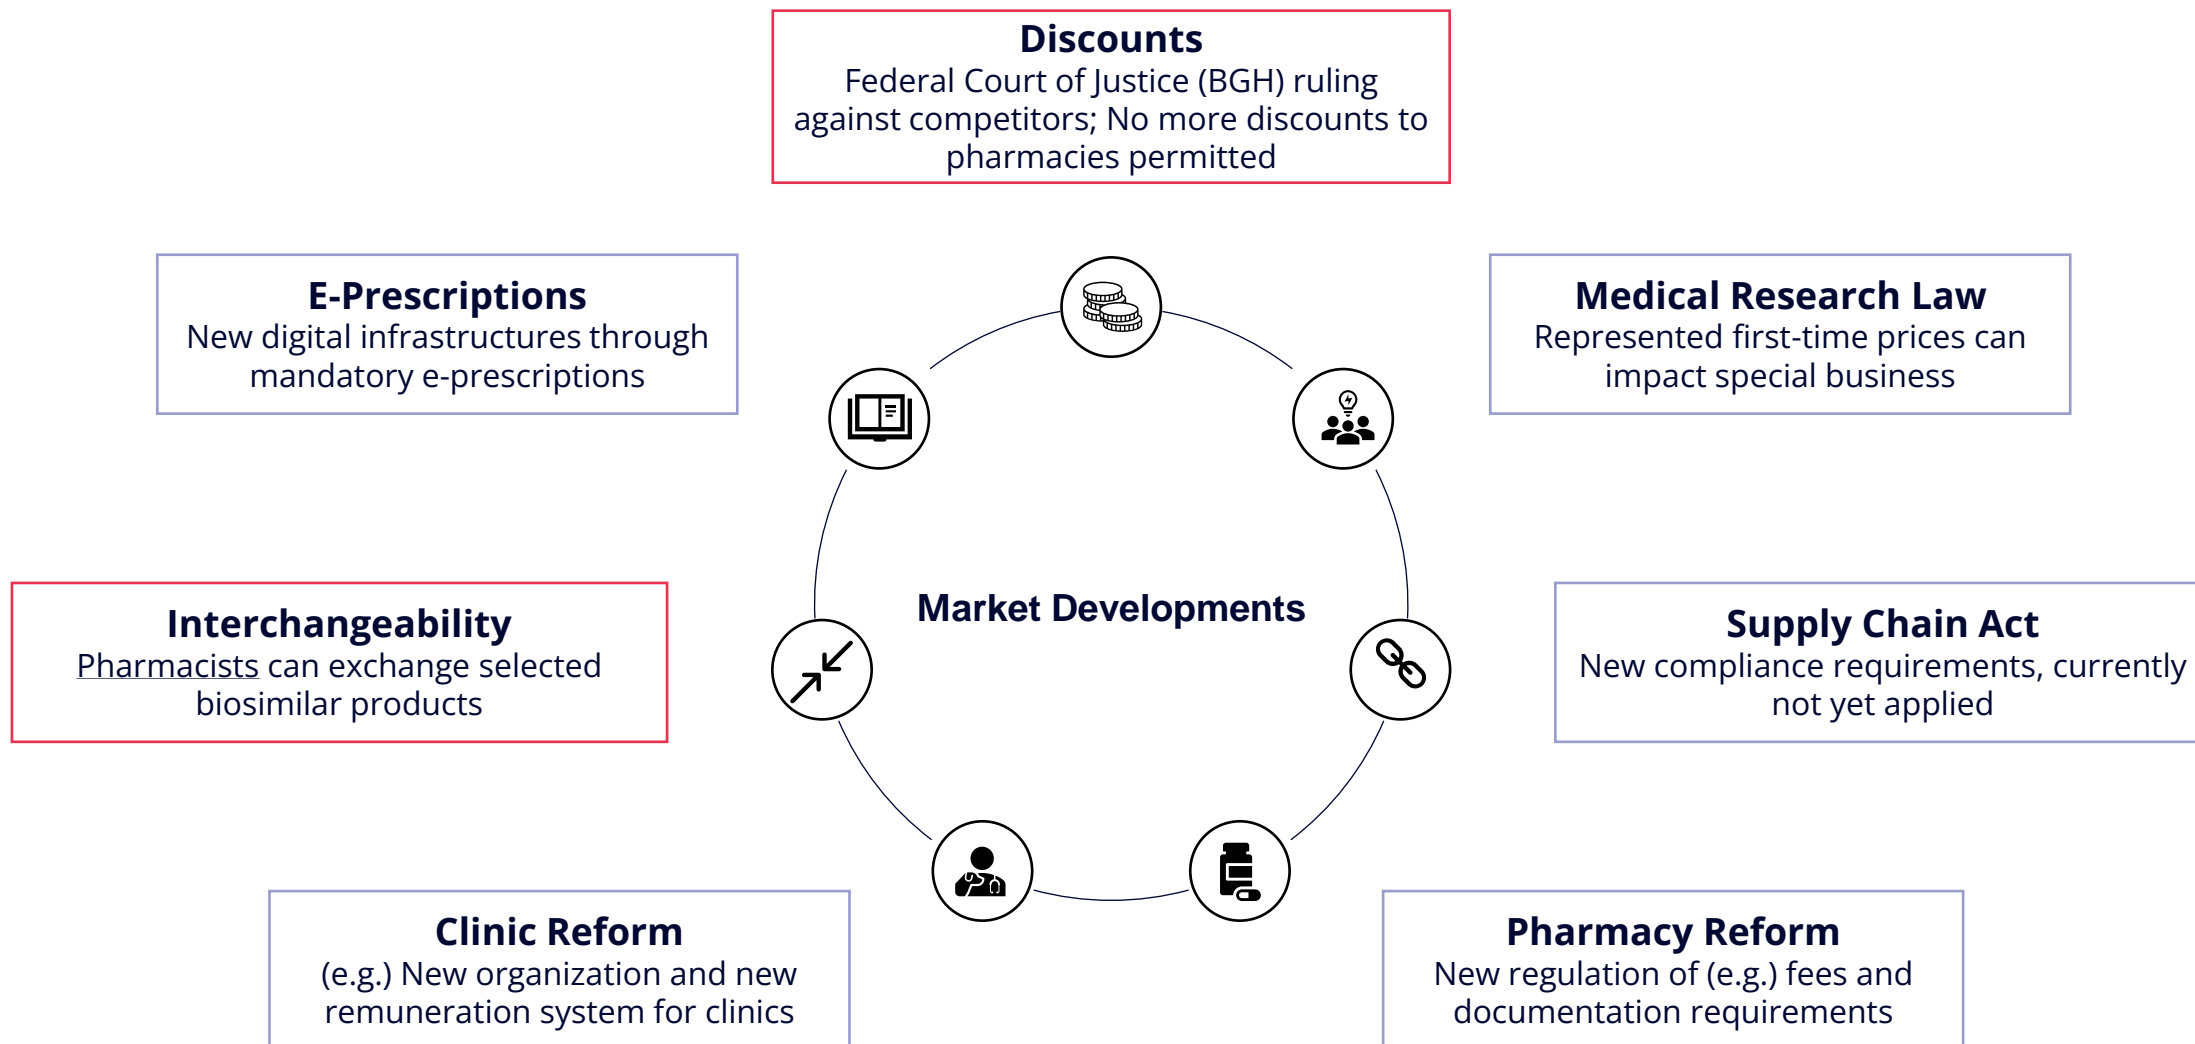 Discounts
Federal Court of Justice (BGH) ruling
against competitors; No more discounts to
pharmacies permitted
E-Prescriptions
New digital infrastructures through
mandatory e-prescriptions
Medical Research Law
Represented first-time prices can
impact special business
Market Developments
Interchangeability
Pharmacists can exchange selected
biosimilar products
Supply Chain Act
New compliance requirements, currently
not yet applied
Clinic Reform
(e.g.) New organization and new
remuneration system for clinics
Pharmacy Reform
New regulation of (e.g.) fees and
documentation requirements